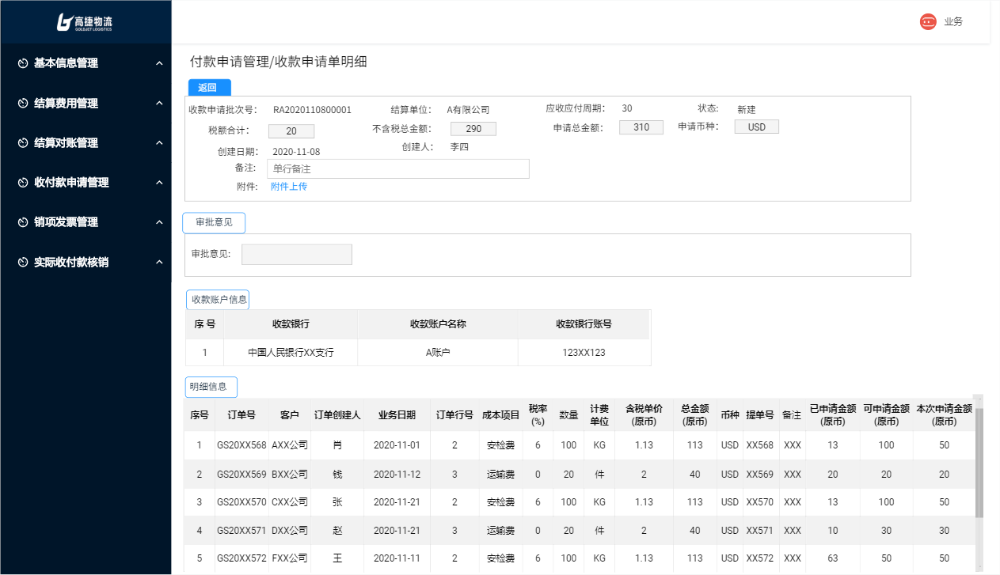 高捷物流
GOLDJET LOGISTICS
业务
基本信息管理
结算费用管理
结算对账管理
收付款申请管理
销项发票管理
实际收付款核销
付款申请管理/收款申请单明细
返回
收款申请批次号: RA2020110800001 结算单位: A有限公司 应收应付周期: 30 状态: 新建
税额合计: 20 不含税总金额: 290 申请总金额: 310 申请币种: USD
创建日期: 2020-11-08 创建人: 李四
备注: 单行备注
附件: 附件上传
审批意见
审批意见:
收款账户信息
序 号 收款银行 收款账户名称 收款银行账号
1 中国人民银行XX支行 A账户 123XX123
明细信息
序号 订单号 客户 订单创建人 业务日期 订单行号 成本项目 税率(%) 数量 计费单位 含税单价(原币) 总金额(原币) 币种 提单号 备注 已申请金额(原币) 可申请金额(原币) 本次申请金额(原币)
1 GS20XX568 AXX公司 肖 2020-11-01 2 安检费 6 100 KG 1.13 113 USD XX568 XXX 13 100 50
2 GS20XX569 BXX公司 钱 2020-11-12 3 运输费 0 20 件 2 40 USD XX569 XXX 20 20 20
3 GS20XX570 CXX公司 张 2020-11-21 2 安检费 6 100 KG 1.13 113 USD XX570 XXX 13 100 50
4 GS20XX571 DXX公司 赵 2020-11-21 3 运输费 0 20 件 2 40 USD XX571 XXX 10 30 30
5 GS20XX572 FXX公司 王 2020-11-11 2 安检费 6 100 KG 1.13 113 USD XX572 XXX 63 50 50